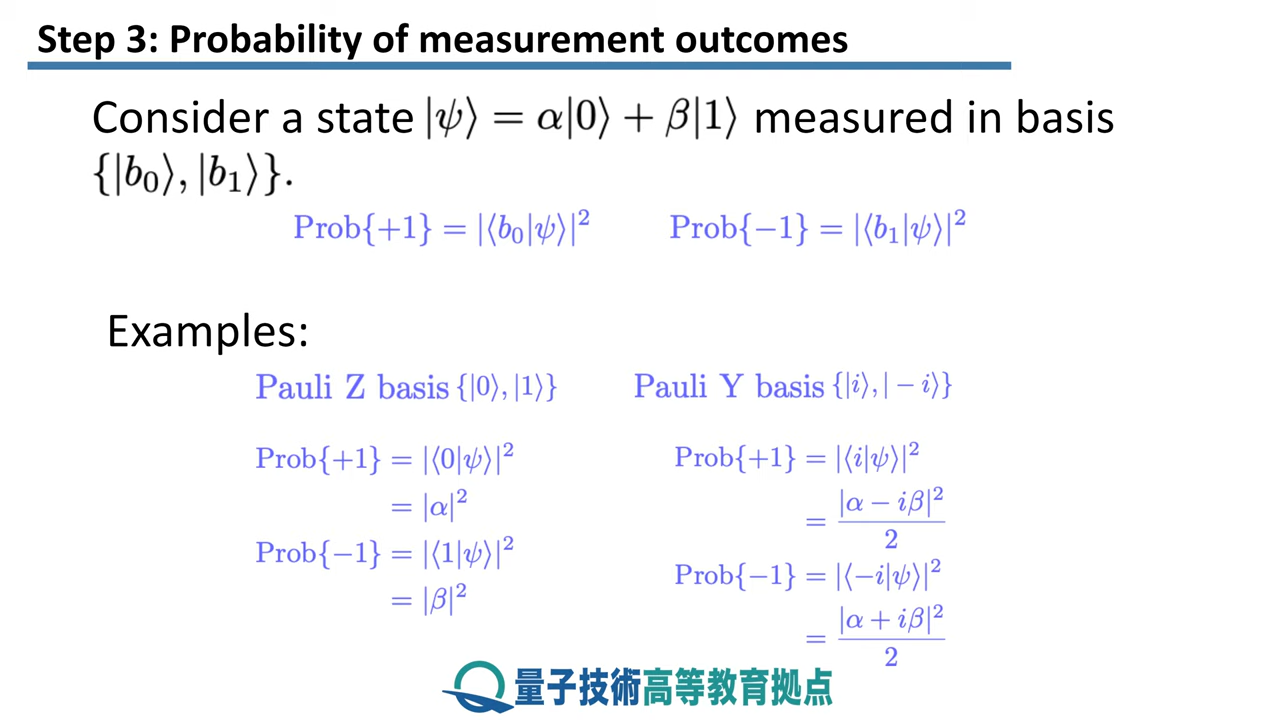 Step 3: Probability of measurement outcomes
Consider a state |ψ⟩ = α|0⟩ + β|1⟩ measured in basis
{|b₀⟩, |b₁⟩}.
Prob{+1} = |⟨b₀|ψ⟩|² Prob{−1} = |⟨b₁|ψ⟩|²
Examples:
Pauli Z basis {|0⟩, |1⟩}
Prob{+1} = |⟨0|ψ⟩|²
= |α|²
Prob{−1} = |⟨1|ψ⟩|²
= |β|²
Pauli Y basis {|i⟩, | − i⟩}
Prob{+1} = |⟨i|ψ⟩|²
= |α − iβ|² / 2
Prob{−1} = |⟨−i|ψ⟩|²
= |α + iβ|² / 2
量子技術高等教育拠点